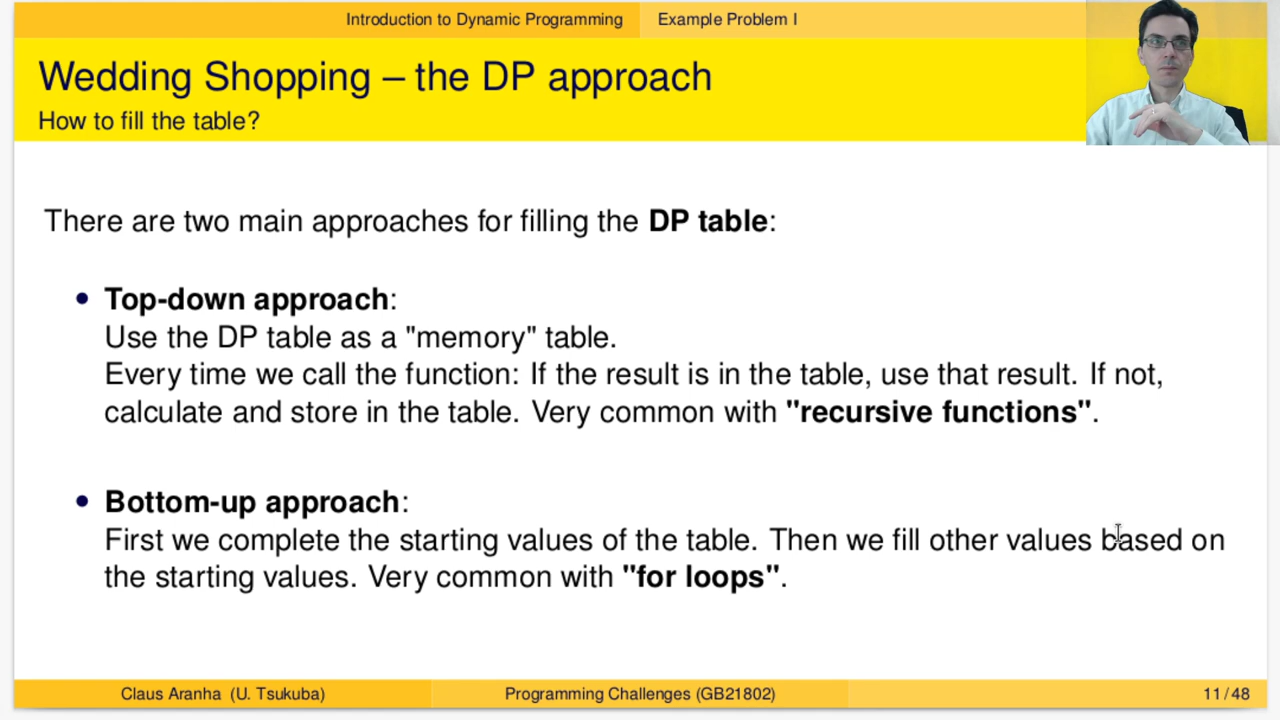 Introduction to Dynamic Programming Example Problem I
Wedding Shopping – the DP approach
How to fill the table?
There are two main approaches for filling the DP table:
• Top-down approach:
Use the DP table as a "memory" table.
Every time we call the function: If the result is in the table, use that result. If not,
calculate and store in the table. Very common with "recursive functions".
• Bottom-up approach:
First we complete the starting values of the table. Then we fill other values based on
the starting values. Very common with "for loops".
Claus Aranha (U. Tsukuba) Programming Challenges (GB21802) 11 / 48